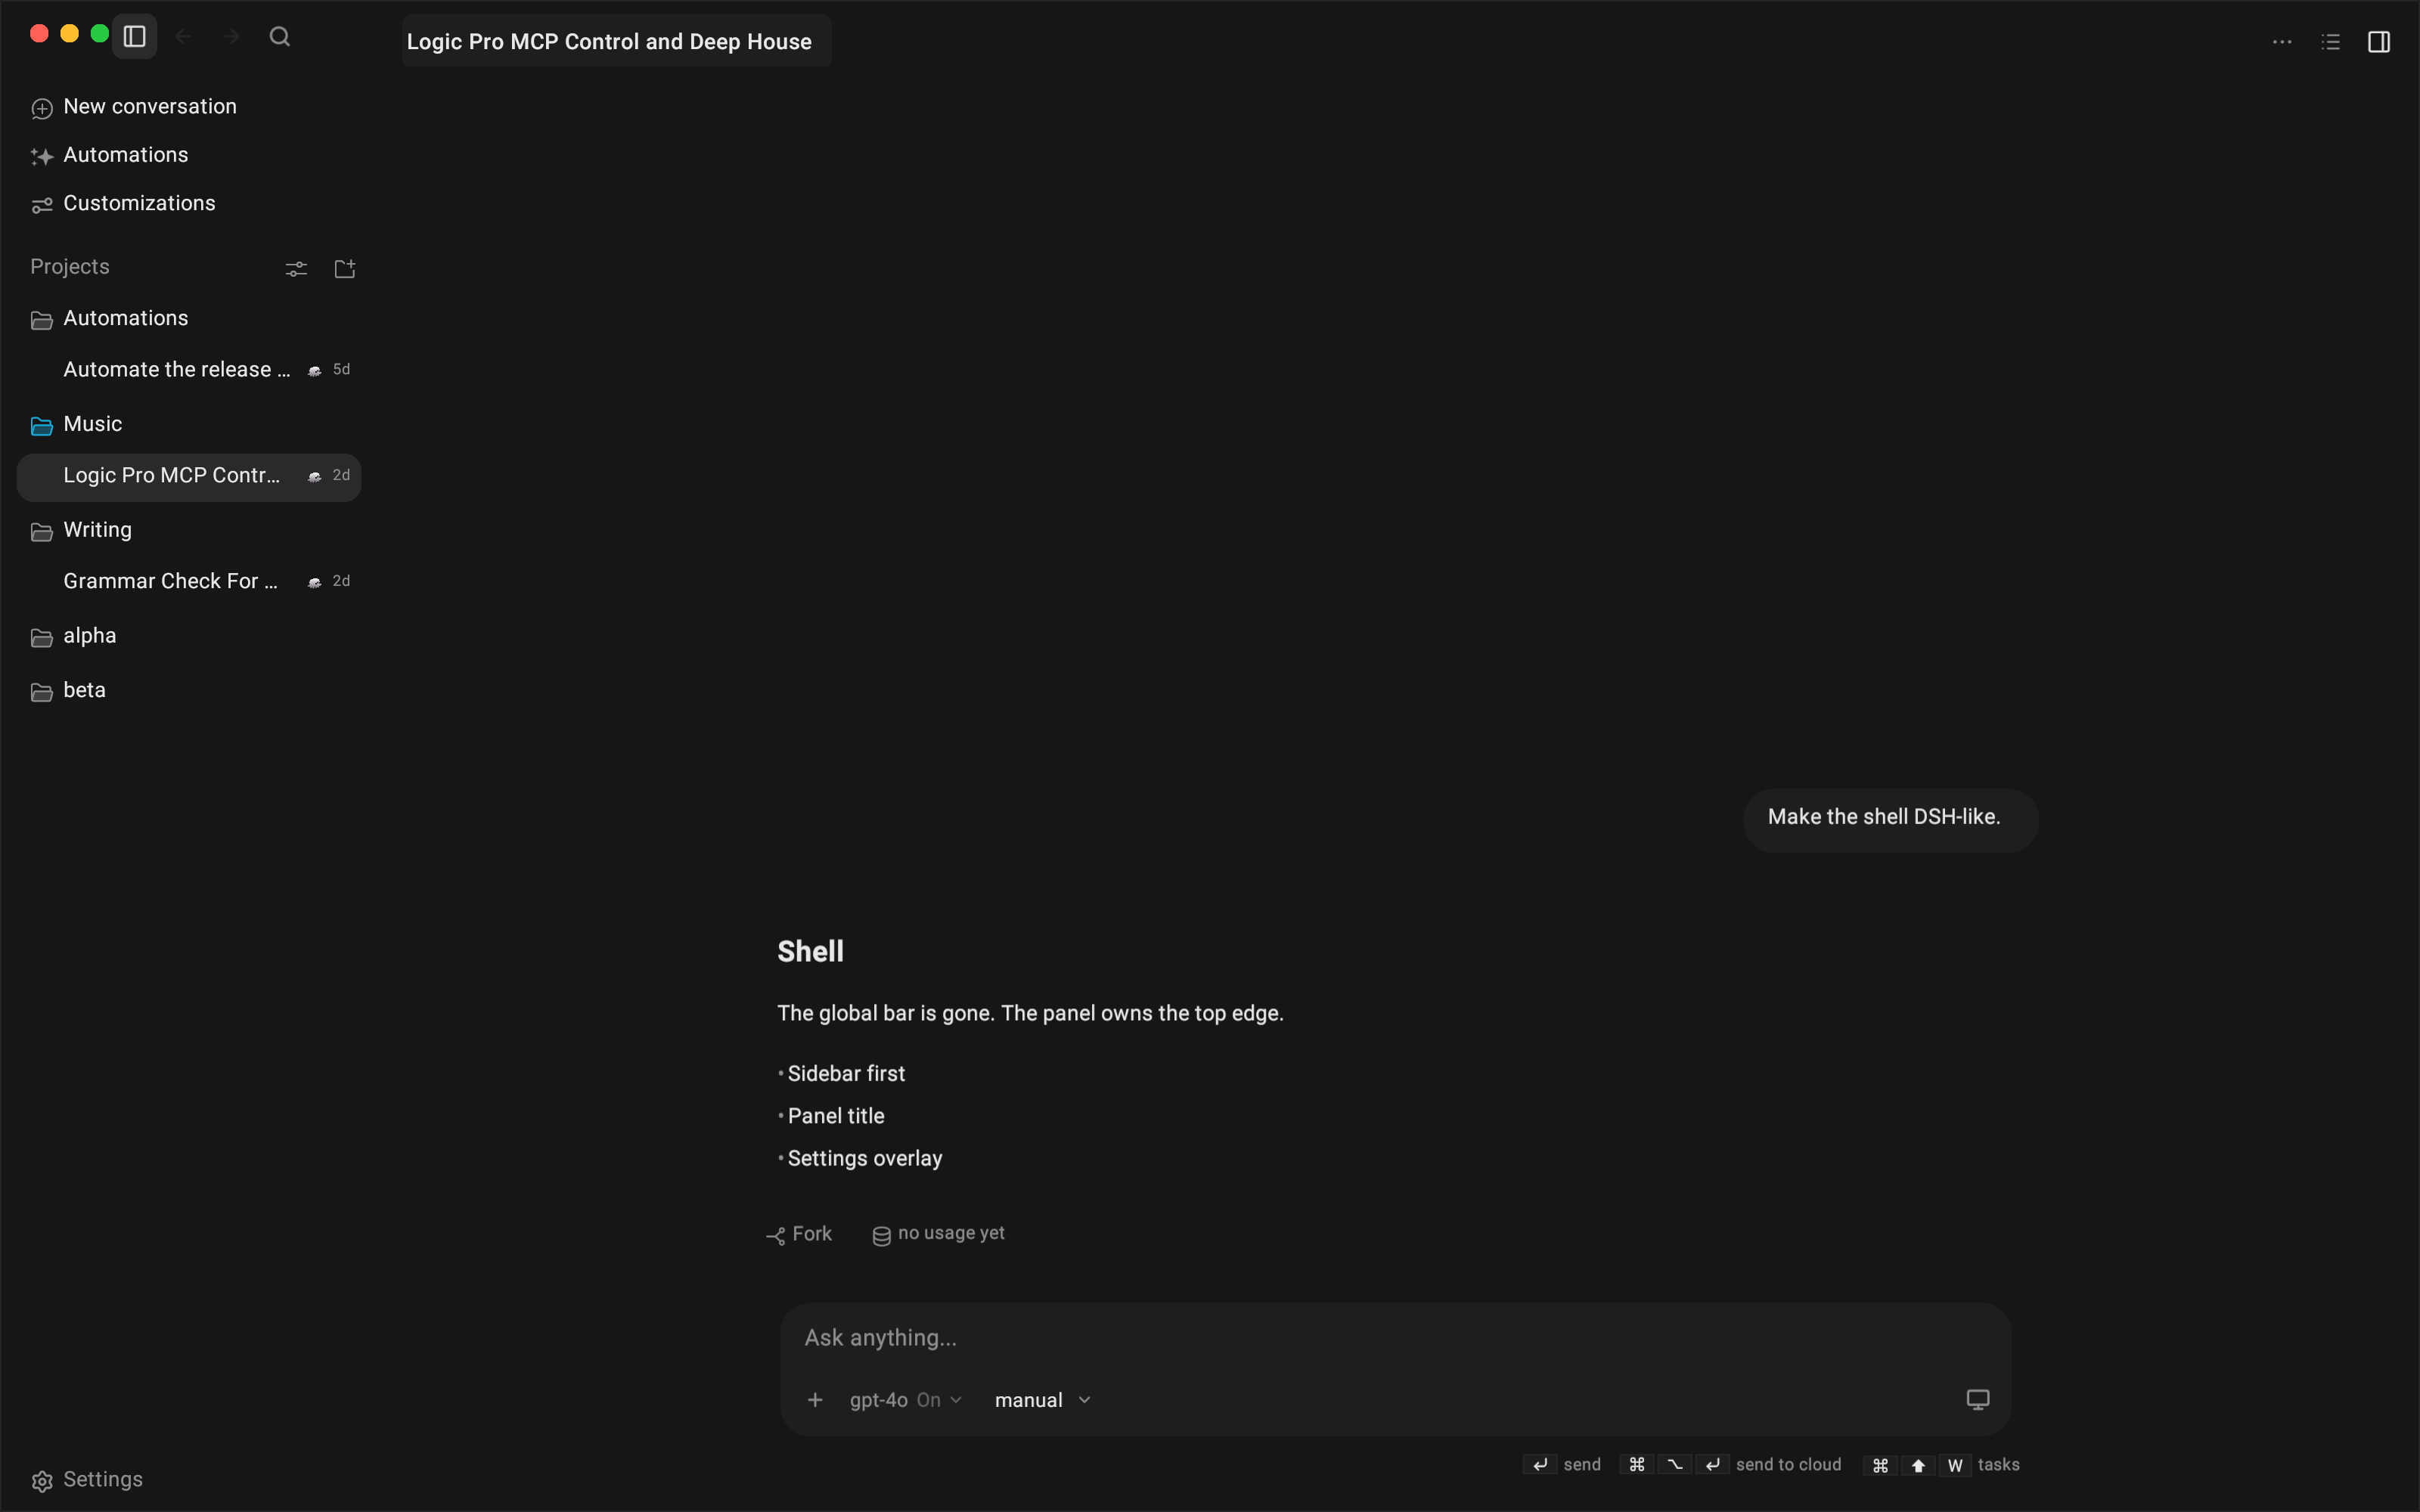 Logic Pro MCP Control and Deep House
New conversation
Automations
Customizations
Projects
Automations
Automate the release ... 5d
Music
Logic Pro MCP Contr... 2d
Writing
Grammar Check For ... 2d
alpha
beta
Settings
Make the shell DSH-like.
Shell
The global bar is gone. The panel owns the top edge.
• Sidebar first
• Panel title
• Settings overlay
Fork no usage yet
Ask anything...
gpt-4o On manual
↵ send ⌘ ⌥ ↵ send to cloud ⌘ ⬆ W tasks